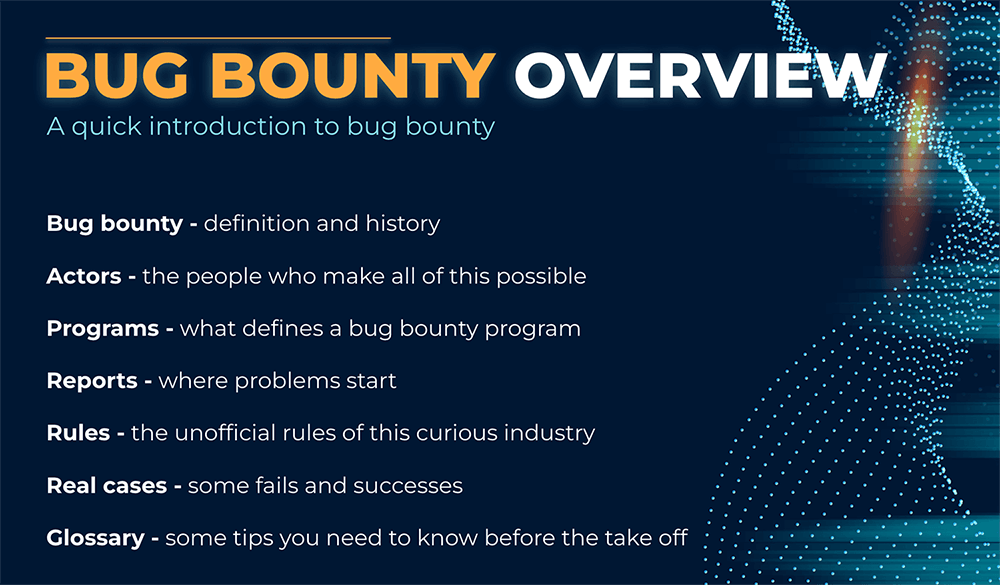 BUG BOUNTY OVERVIEW
A quick introduction to bug bounty
Bug bounty - definition and history
Actors - the people who make all of this possible
Programs - what defines a bug bounty program
Reports - where problems start
Rules - the unofficial rules of this curious industry
Real cases - some fails and successes
Glossary - some tips you need to know before the take off